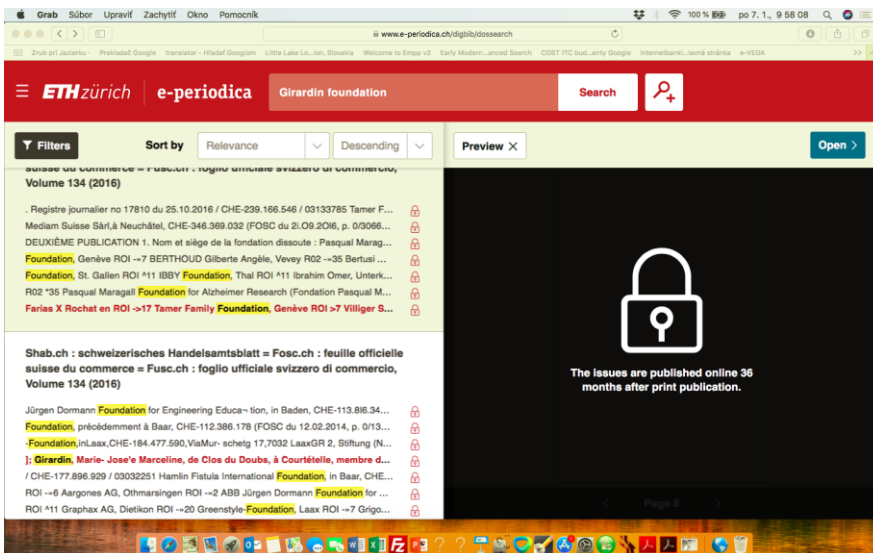 Grab Súbor Upraviť Zachytiť Okno Pomocník 100 % po 7. 1., 9 58 08
www.e-periodica.ch/digbib/dossearch
Zrub pri Jazierku - Prekladač Google translator - Hľadať Googlom Little Lake Lo...ion, Slovakia Welcome to Empp v2 Early Modern...anced Search COST ITC bud...enty Google Internetbanki...lavná stránka e-VEGA >>
ETH zürich e-periodica Girardin foundation Search
Filters Sort by Relevance Descending Preview X Open >
suisse du commerce = Fusc.ch : foglio ufficiale svizzero di commercio,
Volume 134 (2016)
. Registre journalier no 17810 du 25.10.2016 / CHE-239.166.546 / 03133785 Tamer F...
Mediam Suisse Sàrl,à Neuchâtel, CHE-346.369.032 (FOSC du 2i.O9.2OI6, p. 0/3066...
DEUXIÈME PUBLICATION 1. Nom et siège de la fondation dissoute : Pasqual Marag...
Foundation, Genève RO1 -»7 BERTHOUD Gilberte Angèle, Vevey R02 -»35 Bertusi ...
Foundation, St. Gallen ROI ^11 IBBY Foundation, Thal ROI ^11 Ibrahim Omer, Unterk...
R02 "35 Pasqual Maragall Foundation for Alzheimer Research (Fondation Pasqual M...
Farias X Rochat en ROI ->17 Tamer Family Foundation, Genève ROI >7 Villiger S...
Shab.ch : schweizerisches Handelsamtsblatt = Fosc.ch : feuille officielle
suisse du commerce = Fusc.ch : foglio ufficiale svizzero di commercio,
Volume 134 (2016)
Jürgen Dormann Foundation for Engineering Educa¬ tion, in Baden, CHE-113.8I6.34...
Foundation, précédemment à Baar, CHE-112.386.178 (FOSC du 12.02.2014, p. 0/13...
-Foundation,inLaax,CHE-184.477.590,ViaMur- schetg 17,7032 LaaxGR 2, Stiftung (N...
]; Girardin, Marie- Jose'e Marceline, de Clos du Doubs, à Courtételle, membre d...
/ CHE-177.896.929 / 03032251 Hamlin Fistula International Foundation, in Baar, CHE...
ROI -»6 Aargones AG, Othmarsingen ROI -»2 ABB Jürgen Dormann Foundation for ...
ROI ^11 Graphax AG, Dietikon ROI -»20 Greenstyle-Foundation, Laax ROI -»7 Grigo...
The issues are published online 36
months after print publication.
< Page 8 >